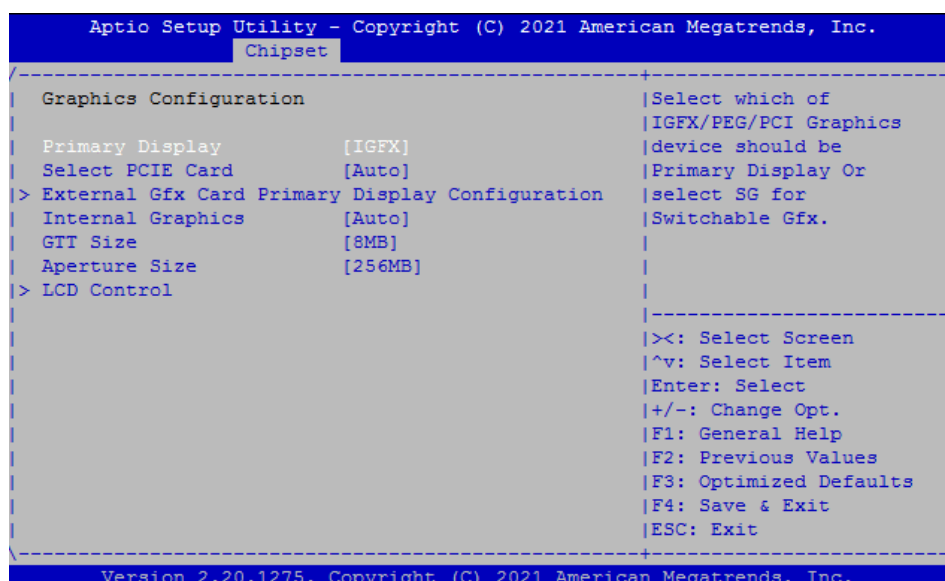 Aptio Setup Utility – Copyright (C) 2021 American Megatrends, Inc.
Chipset
Graphics Configuration
Primary Display [IGFX]
Select PCIE Card [Auto]
> External Gfx Card Primary Display Configuration
Internal Graphics [Auto]
GTT Size [8MB]
Aperture Size [256MB]
> LCD Control
Select which of
IGFX/PEG/PCI Graphics
device should be
Primary Display Or
select SG for
Switchable Gfx.
><: Select Screen
^v: Select Item
Enter: Select
+/-: Change Opt.
F1: General Help
F2: Previous Values
F3: Optimized Defaults
F4: Save & Exit
ESC: Exit
Version 2.20.1275. Copyright (C) 2021 American Megatrends, Inc.